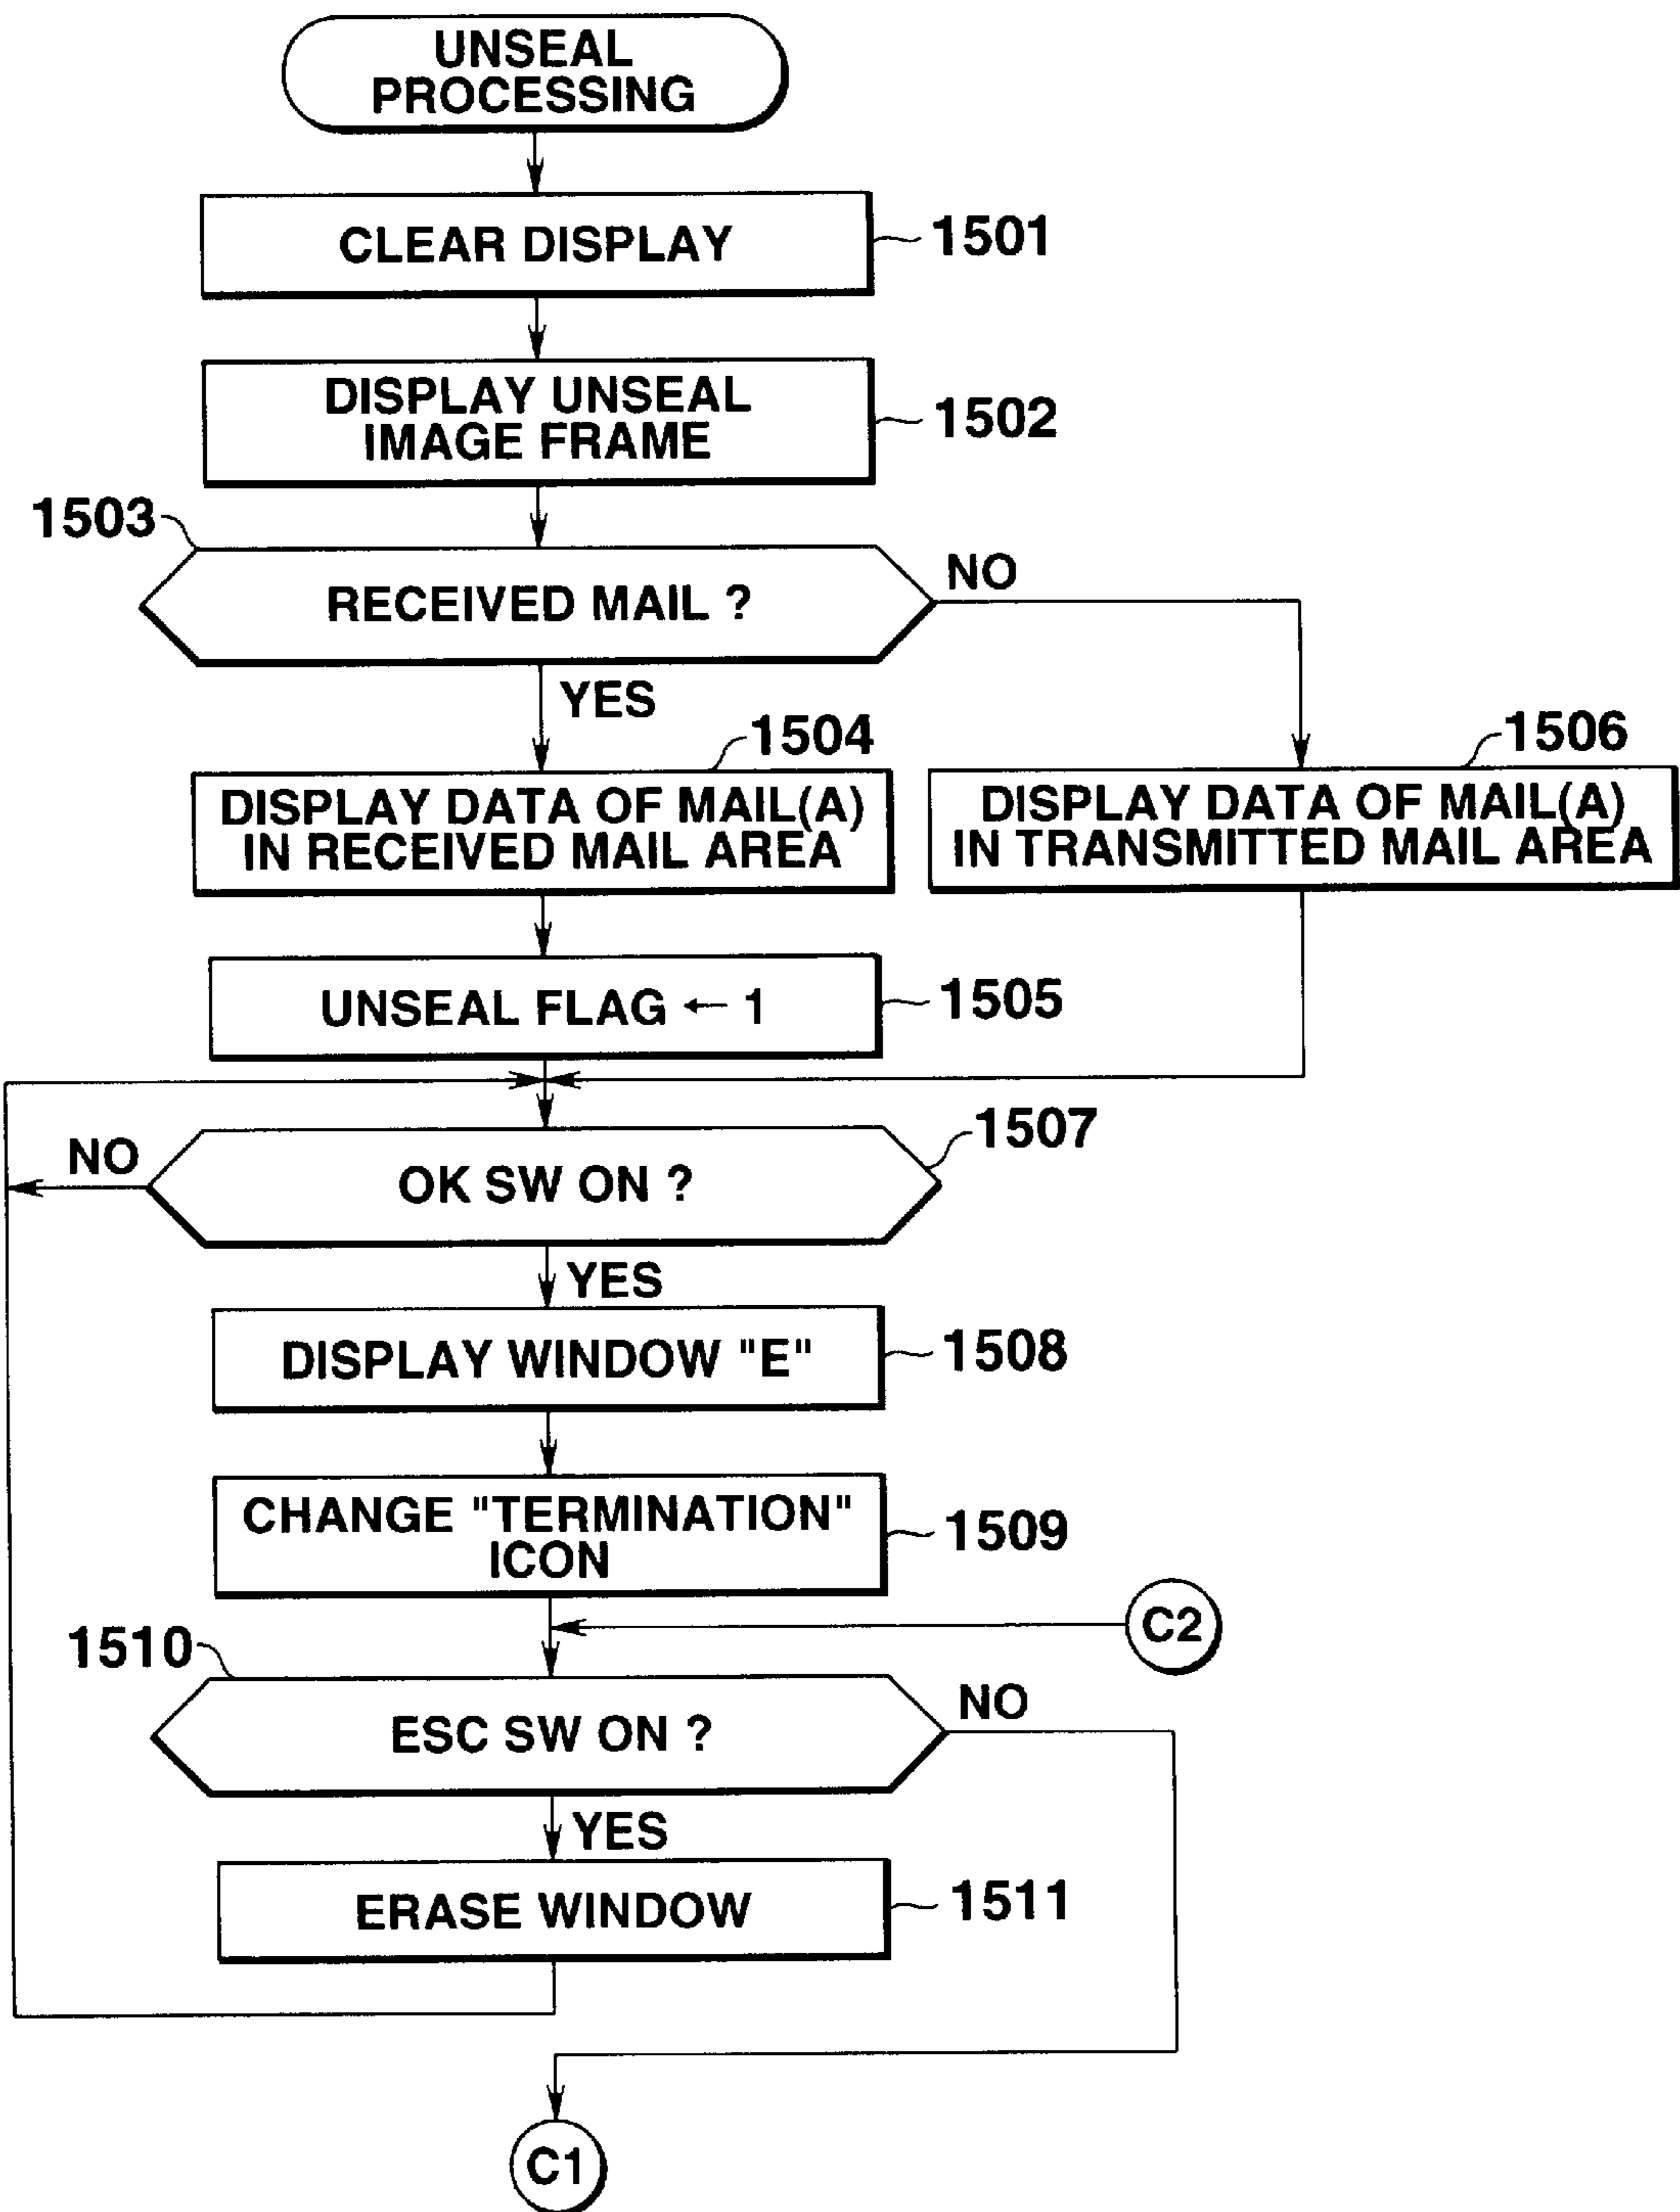 UNSEAL
PROCESSING
CLEAR DISPLAY
1501
DISPLAY UNSEAL
IMAGE FRAME
1502
1503
RECEIVED MAIL ?
NO
YES
1504
DISPLAY DATA OF MAIL(A)
IN RECEIVED MAIL AREA
1506
DISPLAY DATA OF MAIL(A)
IN TRANSMITTED MAIL AREA
UNSEAL FLAG ← 1
1505
NO
OK SW ON ?
1507
YES
DISPLAY WINDOW "E"
1508
CHANGE "TERMINATION"
ICON
1509
C2
1510
ESC SW ON ?
NO
YES
ERASE WINDOW
1511
C1